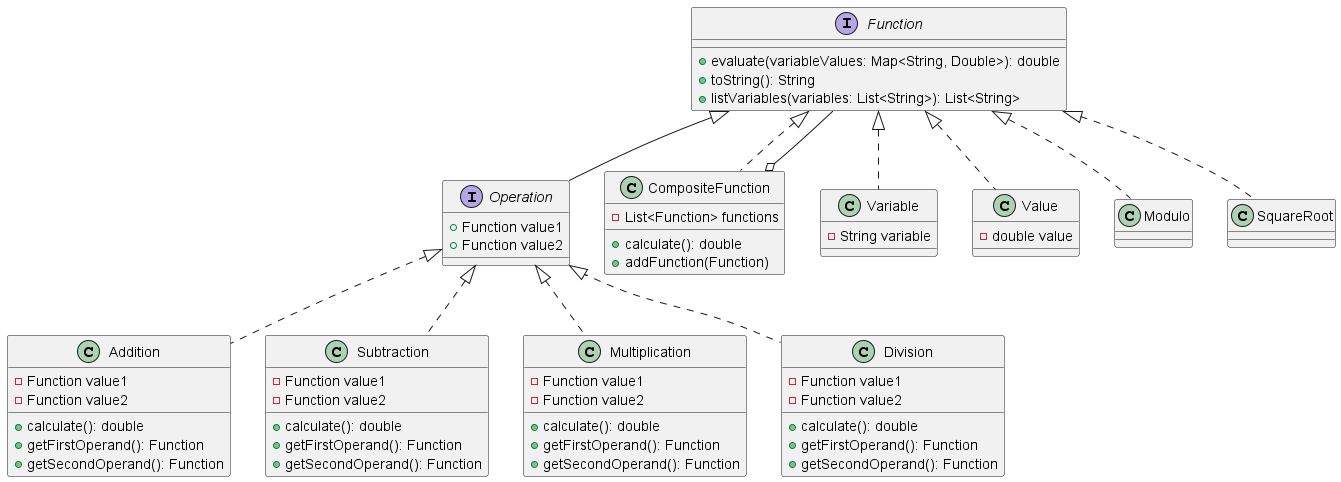 I Function
evaluate(variableValues: Map<String, Double>): double
toString(): String
listVariables(variables: List<String>): List<String>
I Operation
Function value1
Function value2
C CompositeFunction
List<Function> functions
calculate(): double
addFunction(Function)
C Variable
String variable
C Value
double value
C Modulo
C SquareRoot
C Addition
Function value1
Function value2
calculate(): double
getFirstOperand(): Function
getSecondOperand(): Function
C Subtraction
Function value1
Function value2
calculate(): double
getFirstOperand(): Function
getSecondOperand(): Function
C Multiplication
Function value1
Function value2
calculate(): double
getFirstOperand(): Function
getSecondOperand(): Function
C Division
Function value1
Function value2
calculate(): double
getFirstOperand(): Function
getSecondOperand(): Function